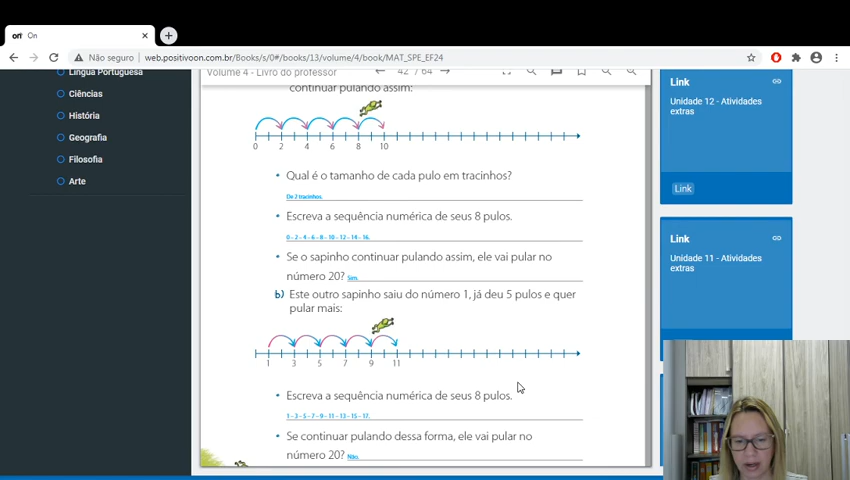 On
Não seguro
web.positivoon.com.br/Books/s/0#/books/13/volume/4/book/MAT_SPE_EF24
Língua Portuguesa
Ciências
História
Geografia
Filosofia
Arte
Volume 4 - Livro do professor
42 / 64
continuar pulando assim:
0 2 4 6 8 10
• Qual é o tamanho de cada pulo em tracinhos?
De 2 tracinhos.
• Escreva a sequência numérica de seus 8 pulos.
0 - 2 - 4 - 6 - 8 - 10 - 12 - 14 - 16.
• Se o sapinho continuar pulando assim, ele vai pular no
número 20? Sim.
b) Este outro sapinho saiu do número 1, já deu 5 pulos e quer
pular mais:
1 3 5 7 9 11
• Escreva a sequência numérica de seus 8 pulos.
1 - 3 - 5 - 7 - 9 - 11 - 13 - 15 - 17.
• Se continuar pulando dessa forma, ele vai pular no
número 20? Não.
Link
Unidade 12 - Atividades
extras
Link
Link
Unidade 11 - Atividades
extras